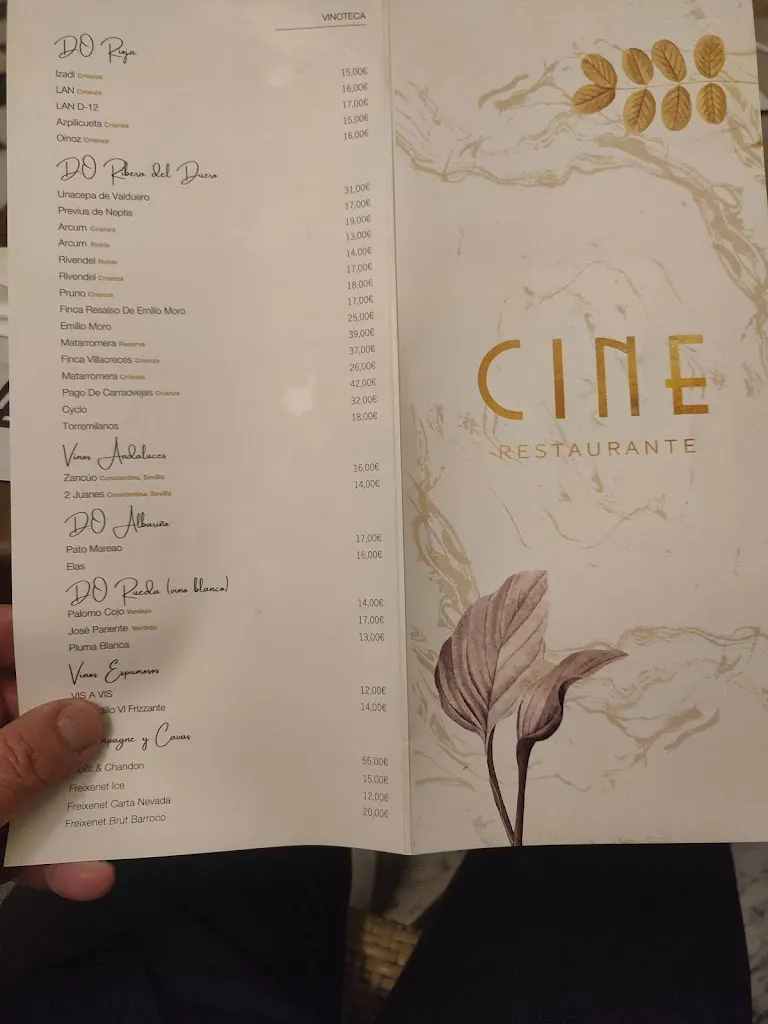 VINOTECA
DO Rioja
Izadi Crianza 15,00€
LAN Crianza 16,00€
LAN D-12 17,00€
Azpilicueta Crianza 15,00€
Oinoz Crianza 16,00€
DO Ribera del Duero
Unacepa de Valduero 31,00€
Previus de Neptis 17,00€
Arcum Crianza 19,00€
Arcum Roble 13,00€
Rivendel Roble 14,00€
Rivendel Crianza 17,00€
Pruno Crianza 18,00€
Finca Resalso De Emilio Moro 17,00€
Emilio Moro 25,00€
Matarromera Reserva 39,00€
Finca Villacreces Crianza 37,00€
Matarromera Crianza 26,00€
Pago De Carraovejas Crianza 42,00€
Cyclo 32,00€
Torremilanos 18,00€
Vinos Andaluces
Zancúo Constantina, Sevilla 16,00€
2 Juanes Constantina, Sevilla 14,00€
DO Albariño
Pato Mareao 17,00€
Elas 16,00€
DO Rueda (vino blanco)
Palomo Cojo Verdejo 14,00€
José Pariente Verdejo 17,00€
Pluma Blanca 13,00€
Vinos Espumosos
VIS A VIS 12,00€
VI Frizzante 14,00€
y Cavas
& Chandon 55,00€
Freixenet Ice 15,00€
Freixenet Carta Nevada 12,00€
Freixenet Brut Barroco 20,00€
CINE
RESTAURANTE